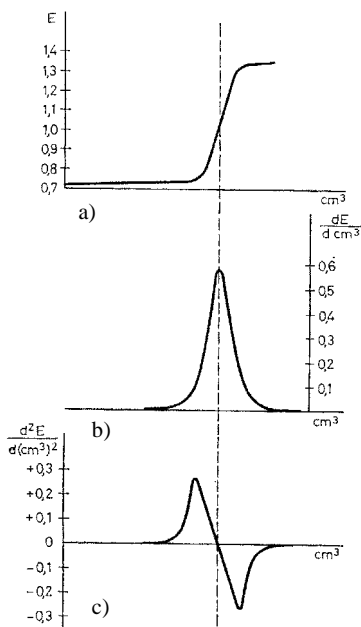 E
1,4
1,3
1,2
1,1
1,0
0,9
0,8
0,7
cm³
a)
dE
d cm³
0,6
0,5
0,4
0,3
0,2
0,1
cm³
b)
d²E
d(cm³)²
+0,3
+0,2
+0,1
0
-0,1
-0,2
-0,3
cm³
c)